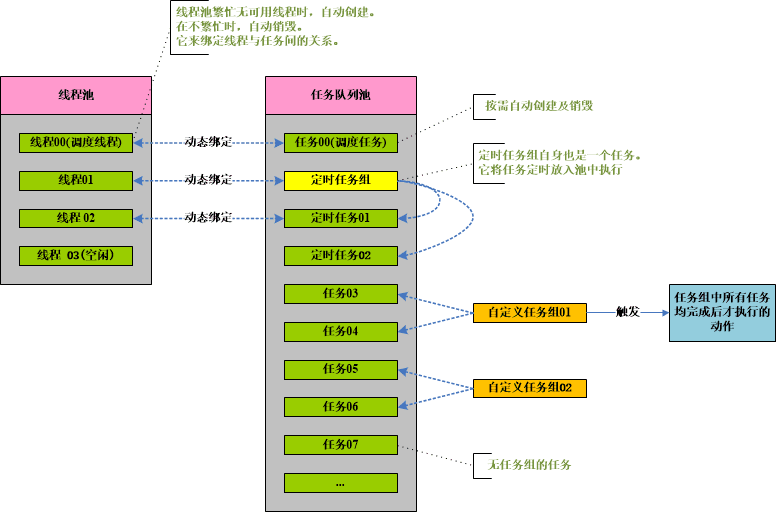 线程池繁忙无可用线程时，自动创建。
在不繁忙时，自动销毁。
它来绑定线程与任务间的关系。
线程池
线程00(调度线程)
线程01
线程 02
线程 03(空闲)
动态绑定
动态绑定
动态绑定
任务队列池
任务00(调度任务)
定时任务组
定时任务01
定时任务02
任务03
任务04
任务05
任务06
任务07
...
按需自动创建及销毁
定时任务组自身也是一个任务。
它将任务定时放入池中执行
自定义任务组01
触发
任务组中所有任务
均完成后才执行的
动作
自定义任务组02
无任务组的任务